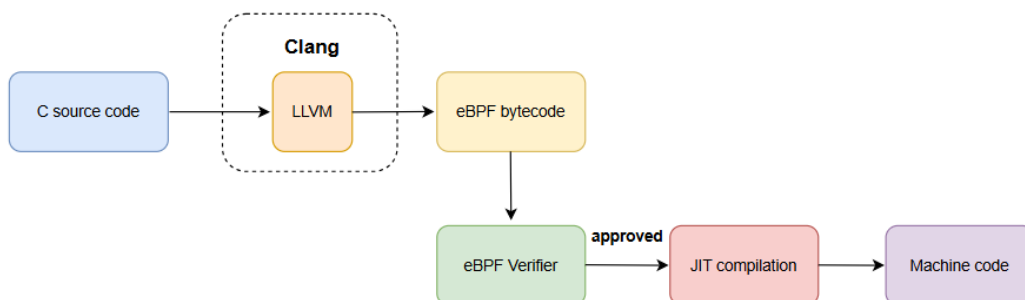 Clang
C source code
LLVM
eBPF bytecode
eBPF Verifier
approved
JIT compilation
Machine code